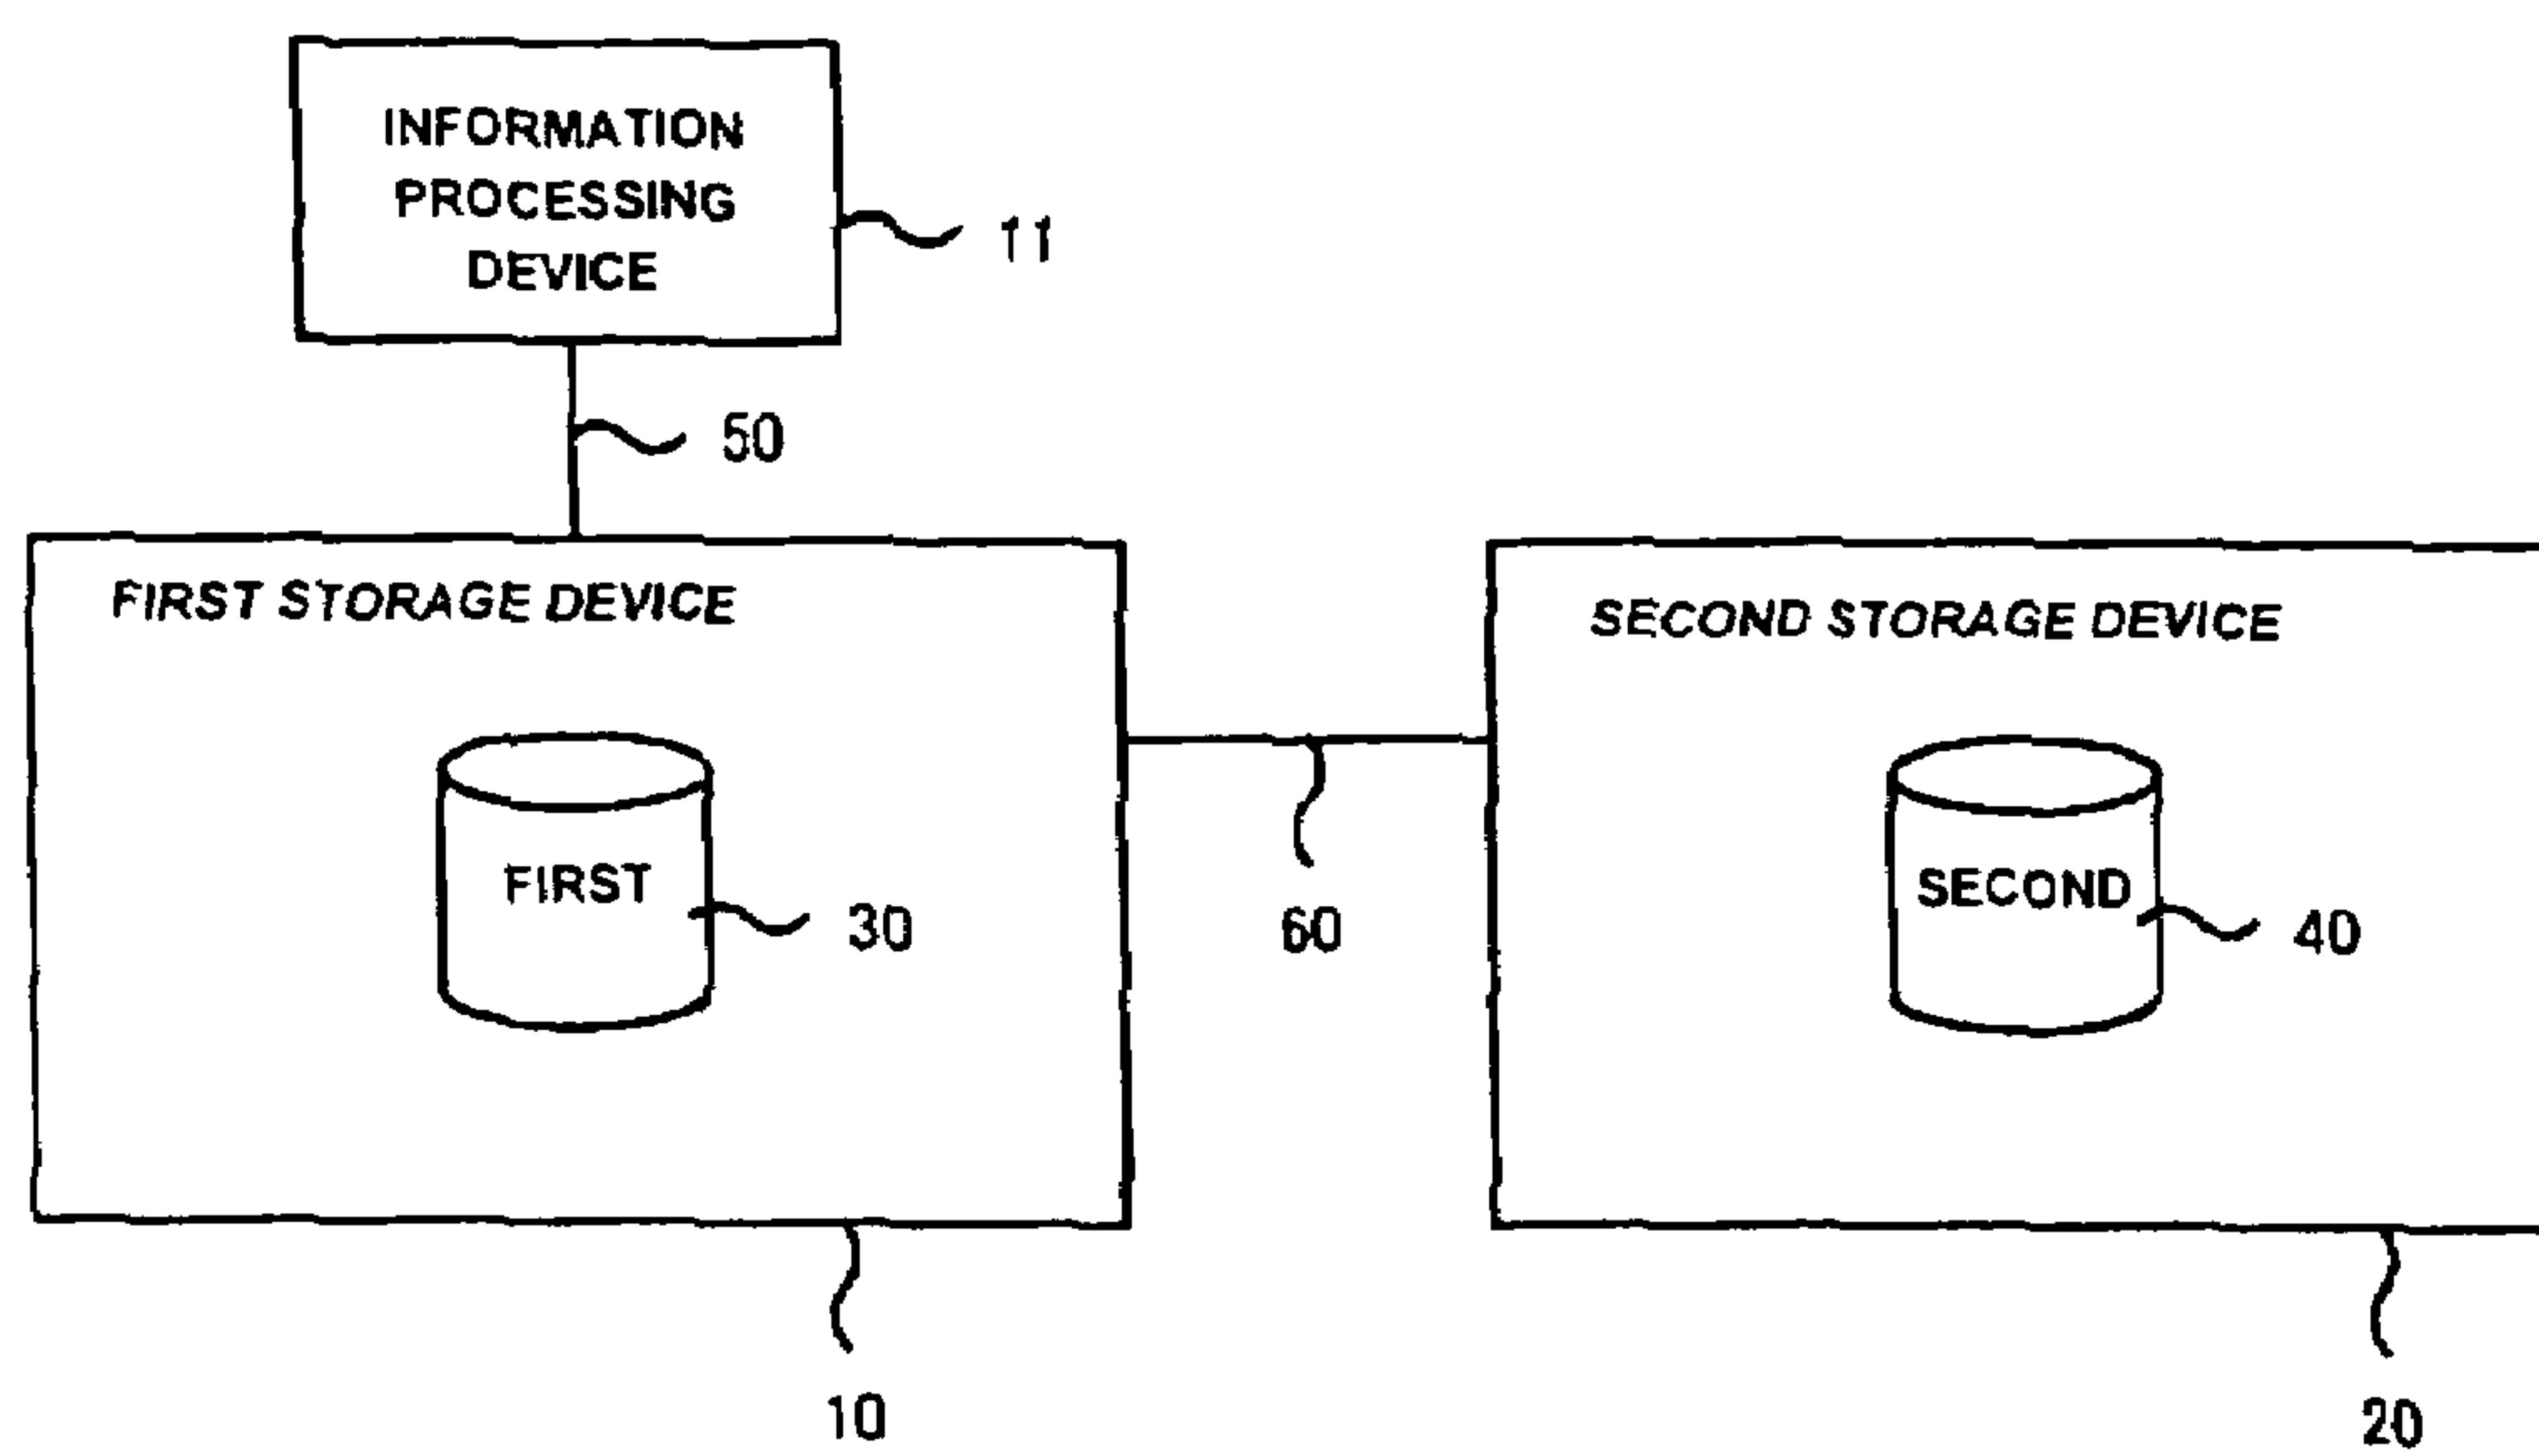 INFORMATION
PROCESSING
DEVICE
11
50
FIRST STORAGE DEVICE
SECOND STORAGE DEVICE
FIRST
30
60
SECOND
40
10
20